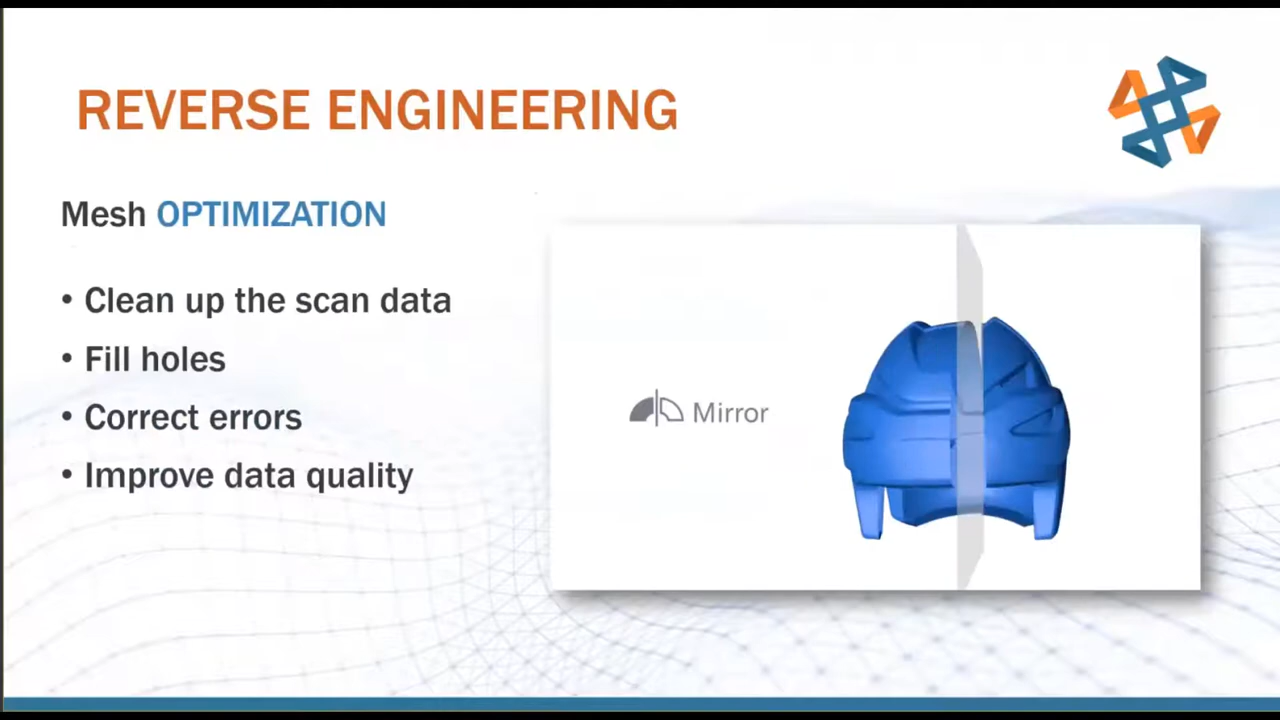 REVERSE ENGINEERING
Mesh OPTIMIZATION
• Clean up the scan data
• Fill holes
• Correct errors
• Improve data quality
Mirror